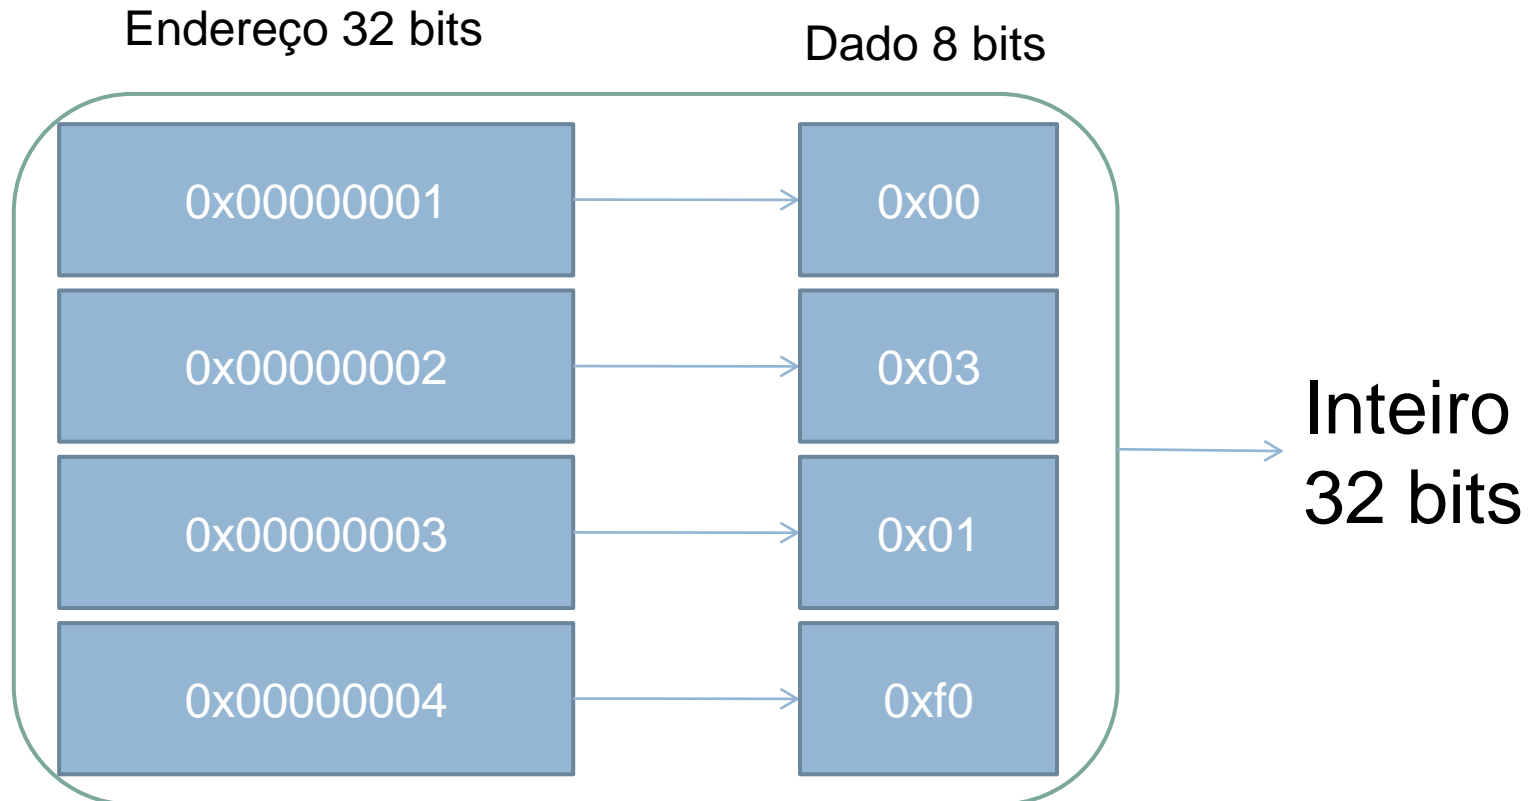 Endereço 32 bits
Dado 8 bits
0x00000001
0x00
0x00000002
0x03
0x00000003
0x01
0x00000004
0xf0
Inteiro
32 bits